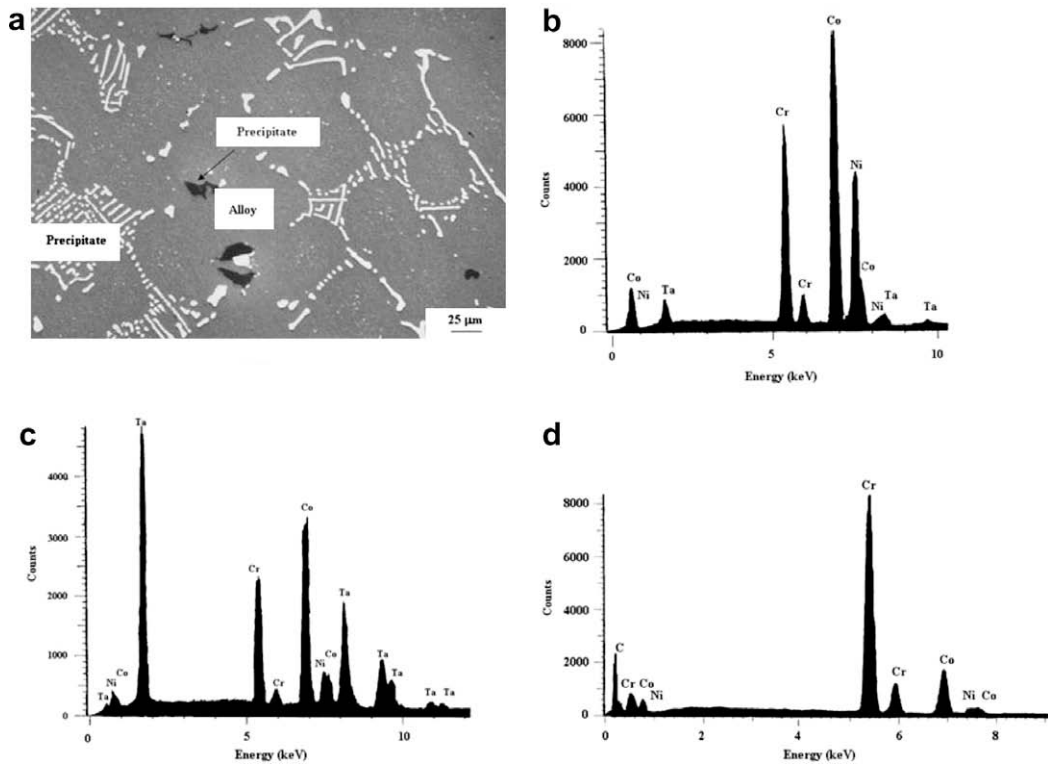 a
Precipitate
Alloy
Precipitate
25 μm
b
Co
8000
Cr
6000
Ni
4000
Counts
2000
Co
Ni
Ta
Cr
Co
Ni
Ta
Ta
0
0
5
10
Energy (keV)
c
Ta
4000
Co
3000
Counts
Cr
2000
Ta
1000
Ta
Ni
Co
Cr
Ni
Co
Ta
Ta
Ta
Ta
0
0
5
10
Energy (keV)
d
Cr
8000
6000
Counts
4000
C
2000
Cr
Co
Ni
Cr
Co
Ni
Co
0
0
2
4
6
8
Energy (keV)